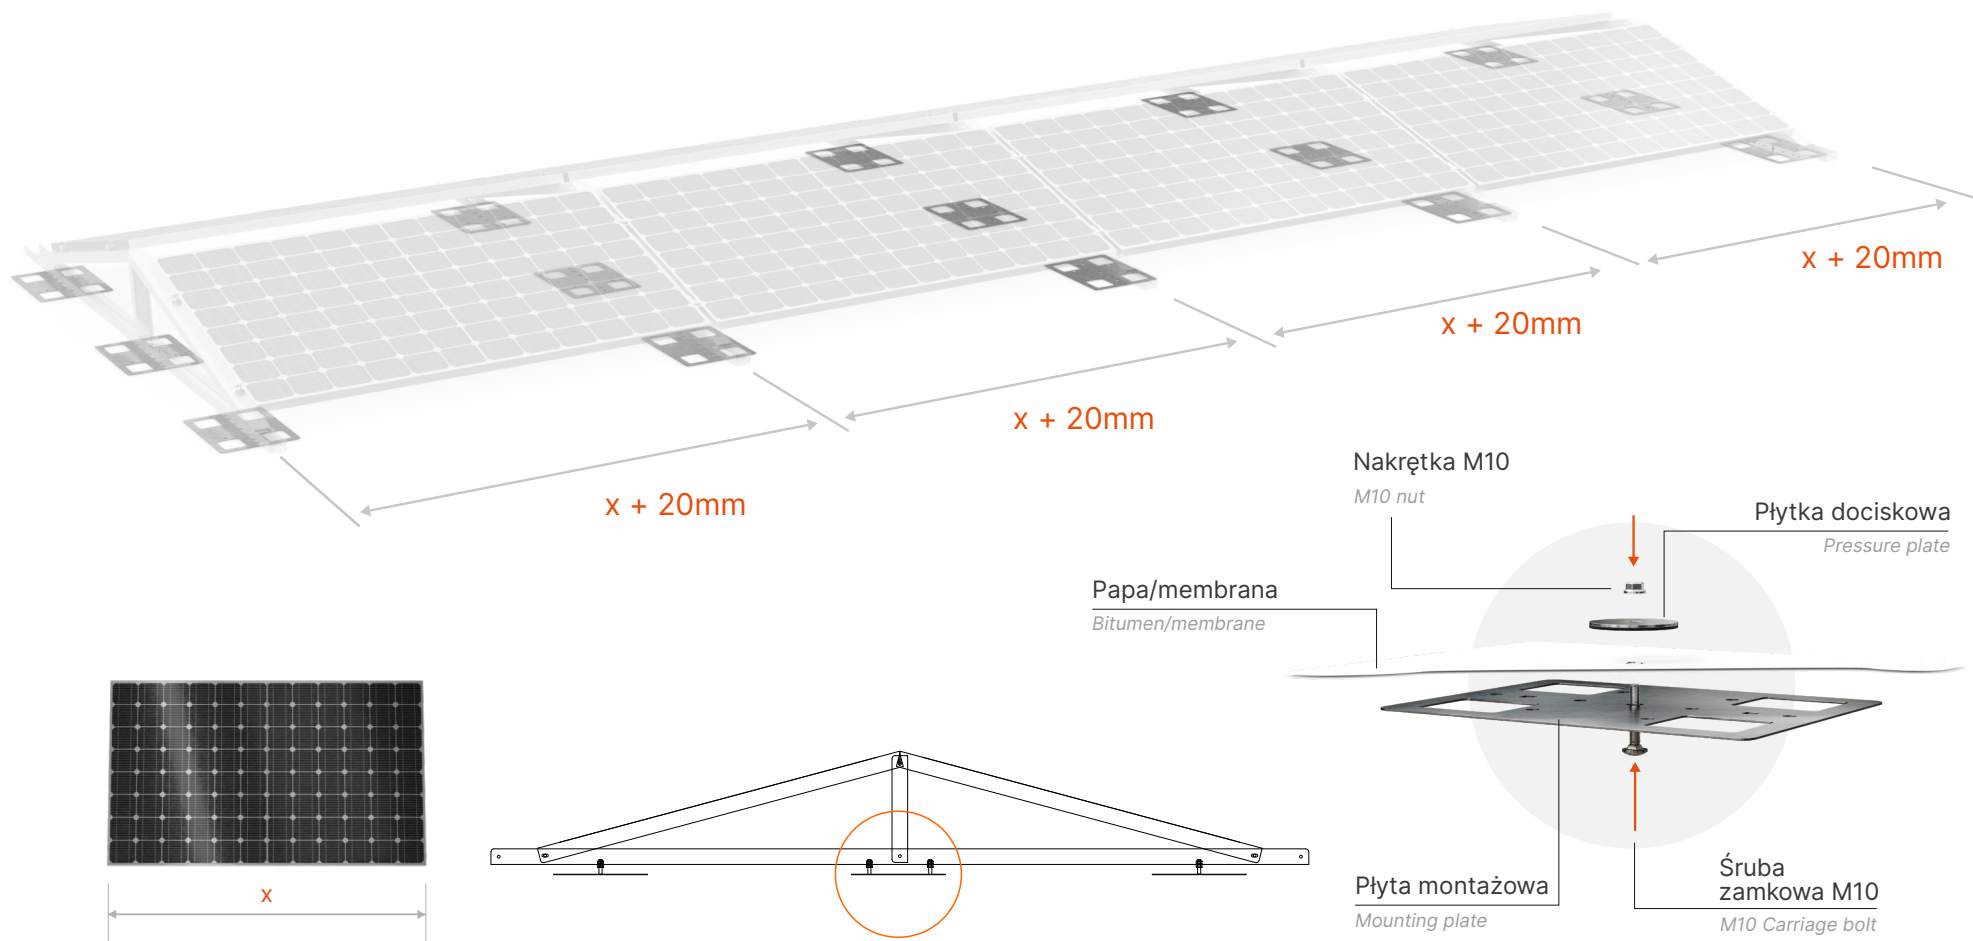 x + 20mm
x + 20mm
x + 20mm
x + 20mm
Nakrętka M10
M10 nut
Płytka dociskowa
Pressure plate
Papa/membrana
Bitumen/membrane
x
Płyta montażowa
Mounting plate
Śruba
zamkowa M10
M10 Carriage bolt